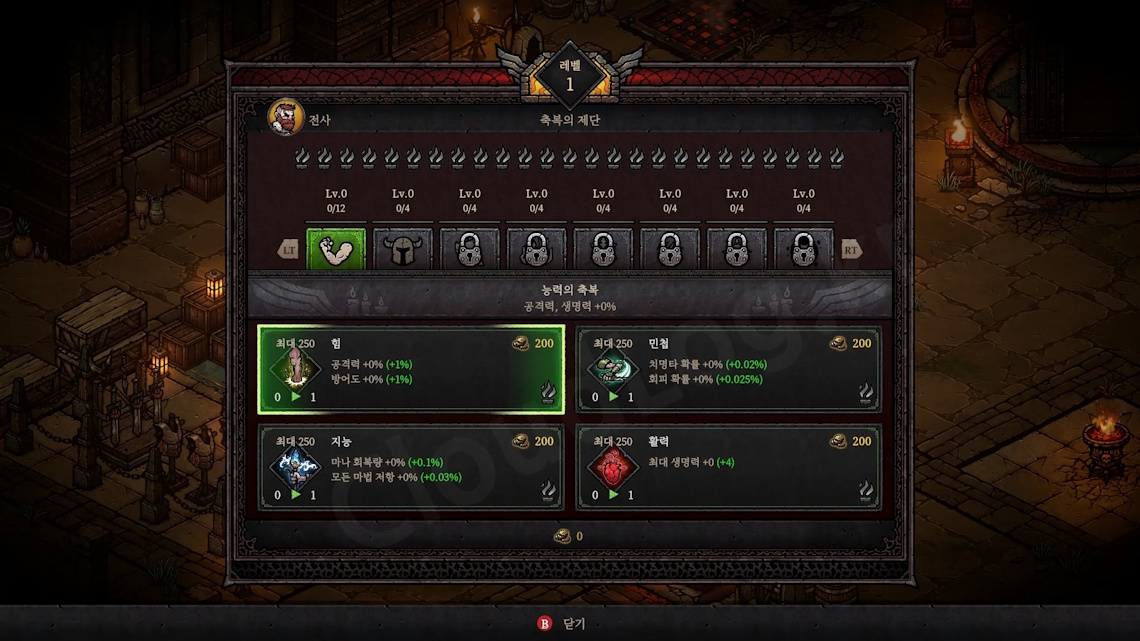 레벨
1
전사
축복의 제단
Lv.0 Lv.0 Lv.0 Lv.0 Lv.0 Lv.0 Lv.0 Lv.0
0/12 0/4 0/4 0/4 0/4 0/4 0/4 0/4
LT RT
능력의 축복
공격력, 생명력 +0%
최대 250 힘 200
공격력 +0% (+1%)
방어도 +0% (+1%)
0 1
최대 250 민첩 200
치명타 확률 +0% (+0.02%)
회피 확률 +0% (+0.025%)
0 1
최대 250 지능 200
마나 회복량 +0% (+0.1%)
모든 마법 저항 +0% (+0.03%)
0 1
최대 250 활력 200
최대 생명력 +0 (+4)
0 1
0
B 닫기